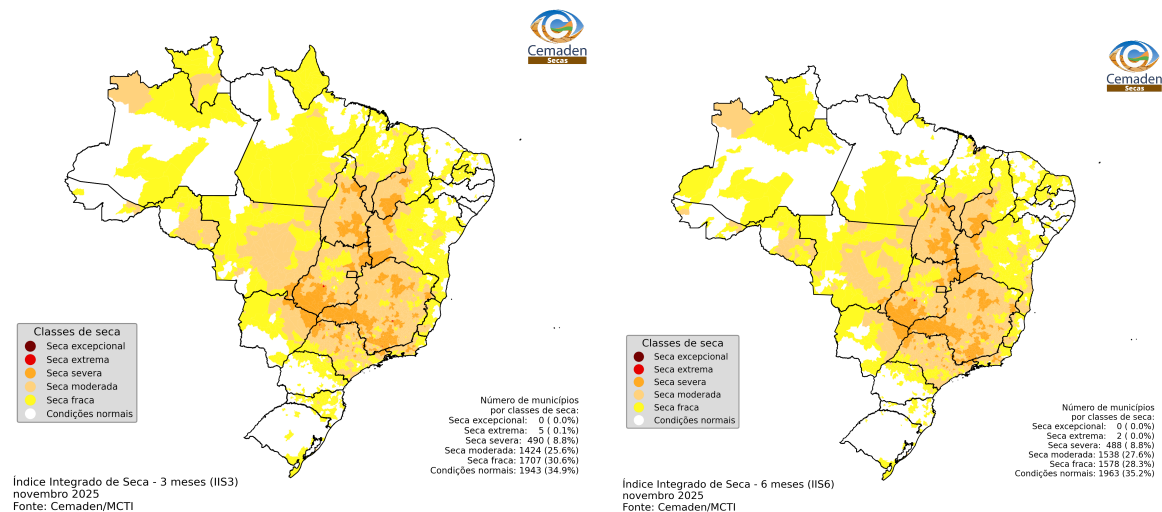 Cemaden
Secas
Classes de seca
Seca excepcional
Seca extrema
Seca severa
Seca moderada
Seca fraca
Condições normais
Número de municípios
por classes de seca:
Seca excepcional: 0 ( 0.0%)
Seca extrema: 5 ( 0.1%)
Seca severa: 490 ( 8.8%)
Seca moderada: 1424 (25.6%)
Seca fraca: 1707 (30.6%)
Condições normais: 1943 (34.9%)
Índice Integrado de Seca - 3 meses (IIS3)
novembro 2025
Fonte: Cemaden/MCTI
Cemaden
Secas
Classes de seca
Seca excepcional
Seca extrema
Seca severa
Seca moderada
Seca fraca
Condições normais
Número de municípios
por classes de seca:
Seca excepcional: 0 ( 0.0%)
Seca extrema: 2 ( 0.0%)
Seca severa: 488 ( 8.8%)
Seca moderada: 1538 (27.6%)
Seca fraca: 1578 (28.3%)
Condições normais: 1963 (35.2%)
Índice Integrado de Seca - 6 meses (IIS6)
novembro 2025
Fonte: Cemaden/MCTI